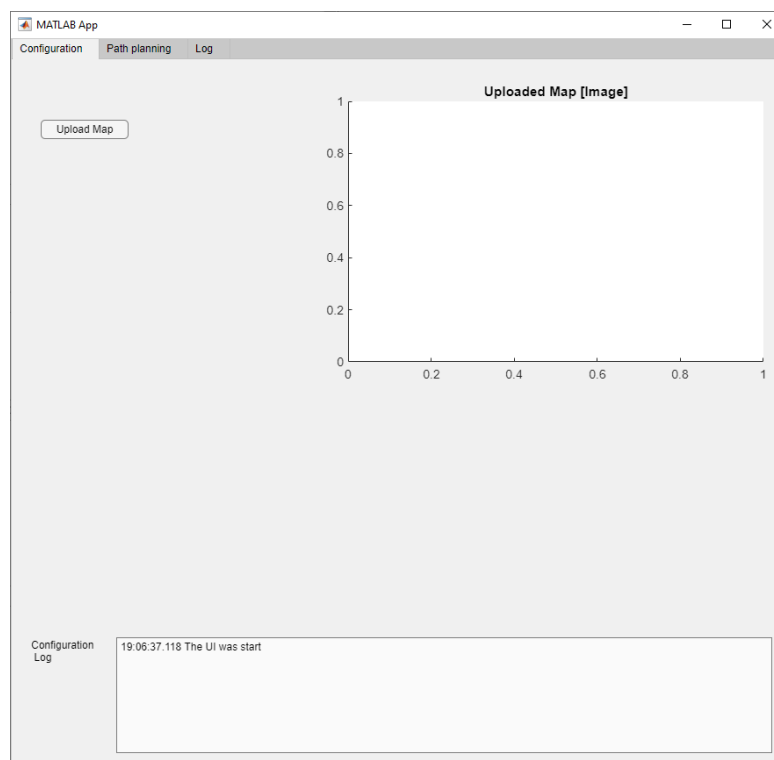 MATLAB App
Configuration Path planning Log
Upload Map
Uploaded Map [Image]
1
0.8
0.6
0.4
0.2
0
0 0.2 0.4 0.6 0.8 1
Configuration
Log
19:06:37.118 The UI was start